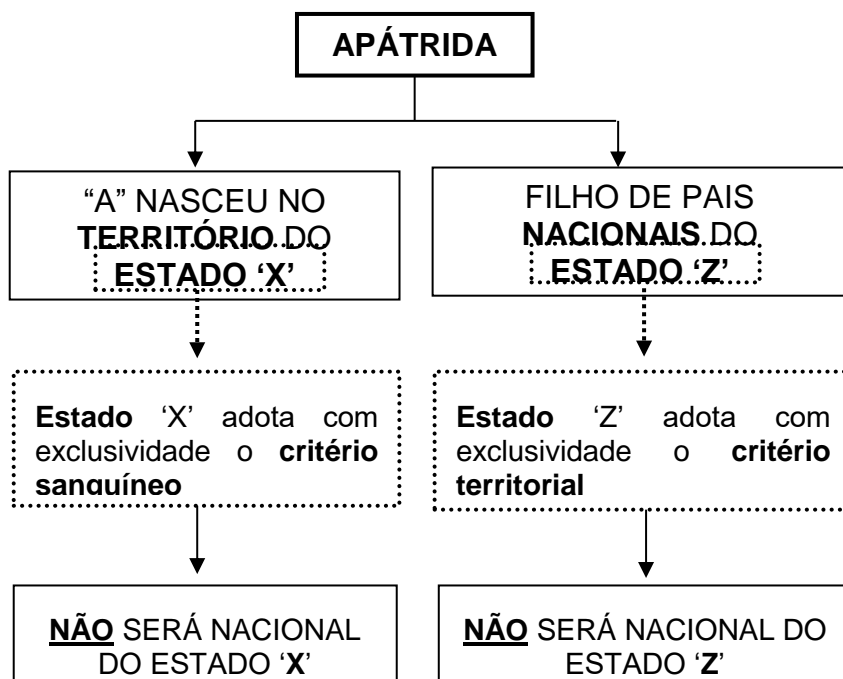 APÁTRIDA
“A” NASCEU NO
TERRITÓRIO DO
ESTADO ‘X’
FILHO DE PAIS
NACIONAIS DO
ESTADO ‘Z’
Estado ‘X’ adota com
exclusividade o critério
sanguíneo
Estado ‘Z’ adota com
exclusividade o critério
territorial
NÃO SERÁ NACIONAL
DO ESTADO ‘X’
NÃO SERÁ NACIONAL DO
ESTADO ‘Z’